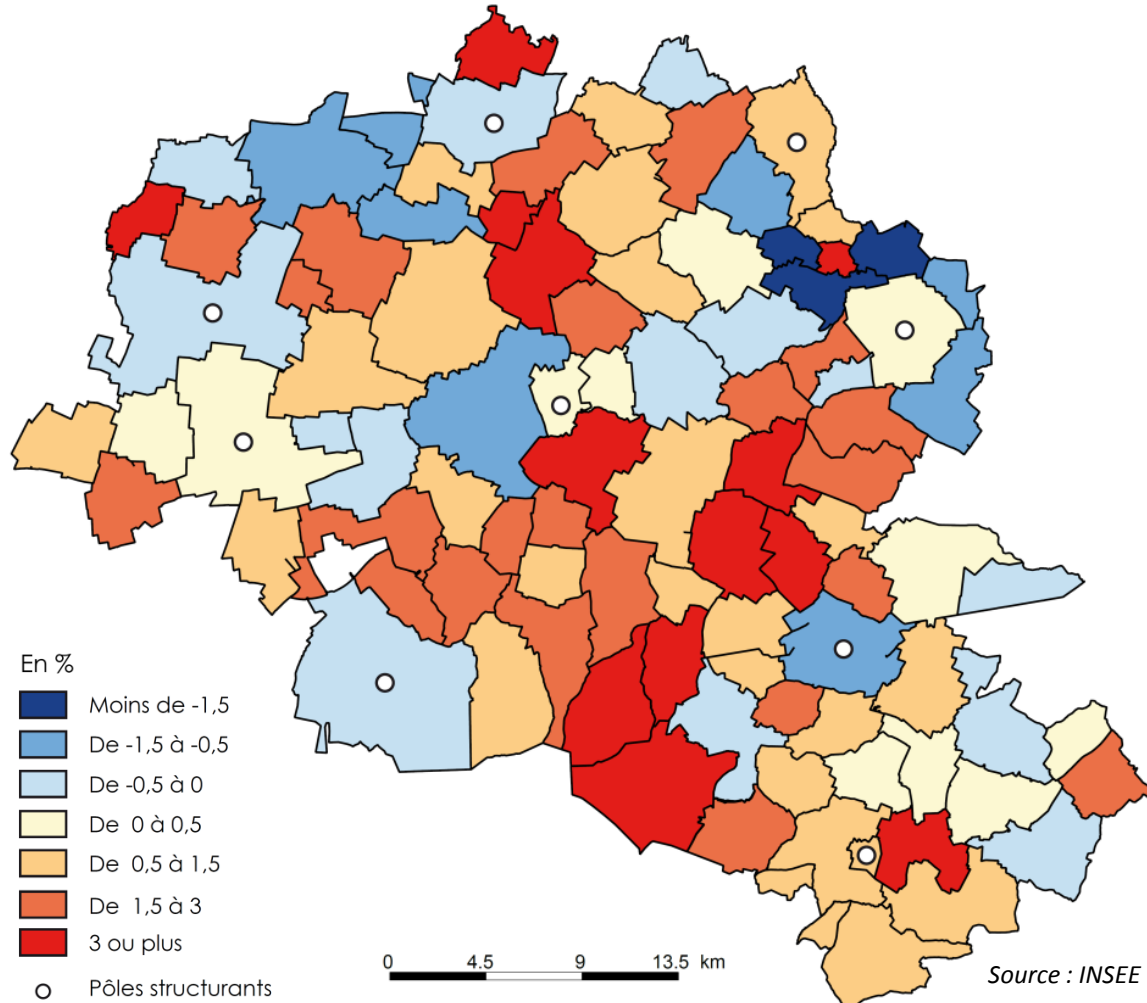 En %
Moins de -1,5
De -1,5 à -0,5
De -0,5 à 0
De 0 à 0,5
De 0,5 à 1,5
De 1,5 à 3
3 ou plus
Pôles structurants
0 4.5 9 13.5 km
Source : INSEE